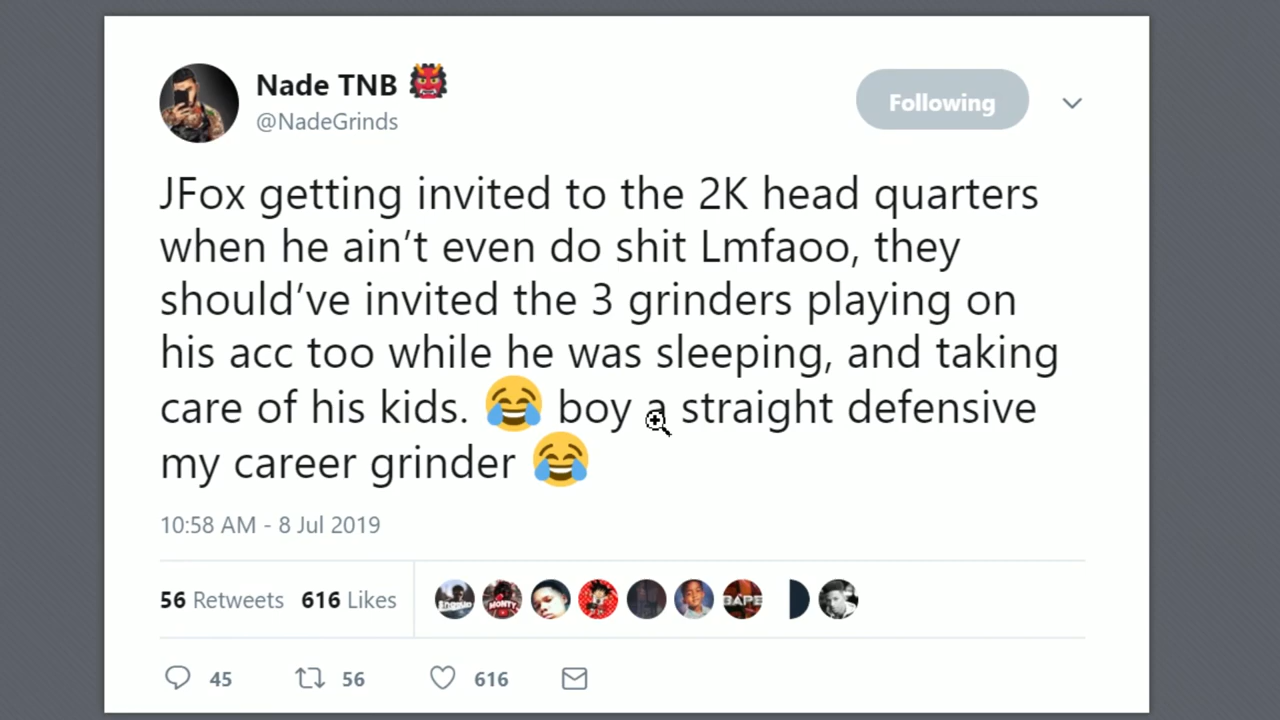 Nade TNB 👹
@NadeGrinds
Following
JFox getting invited to the 2K head quarters
when he ain't even do shit Lmfaoo, they
should've invited the 3 grinders playing on
his acc too while he was sleeping, and taking
care of his kids. 😂 boy a straight defensive
my career grinder 😂
10:58 AM - 8 Jul 2019
56 Retweets 616 Likes
MONTY
BAPE
45 56 616